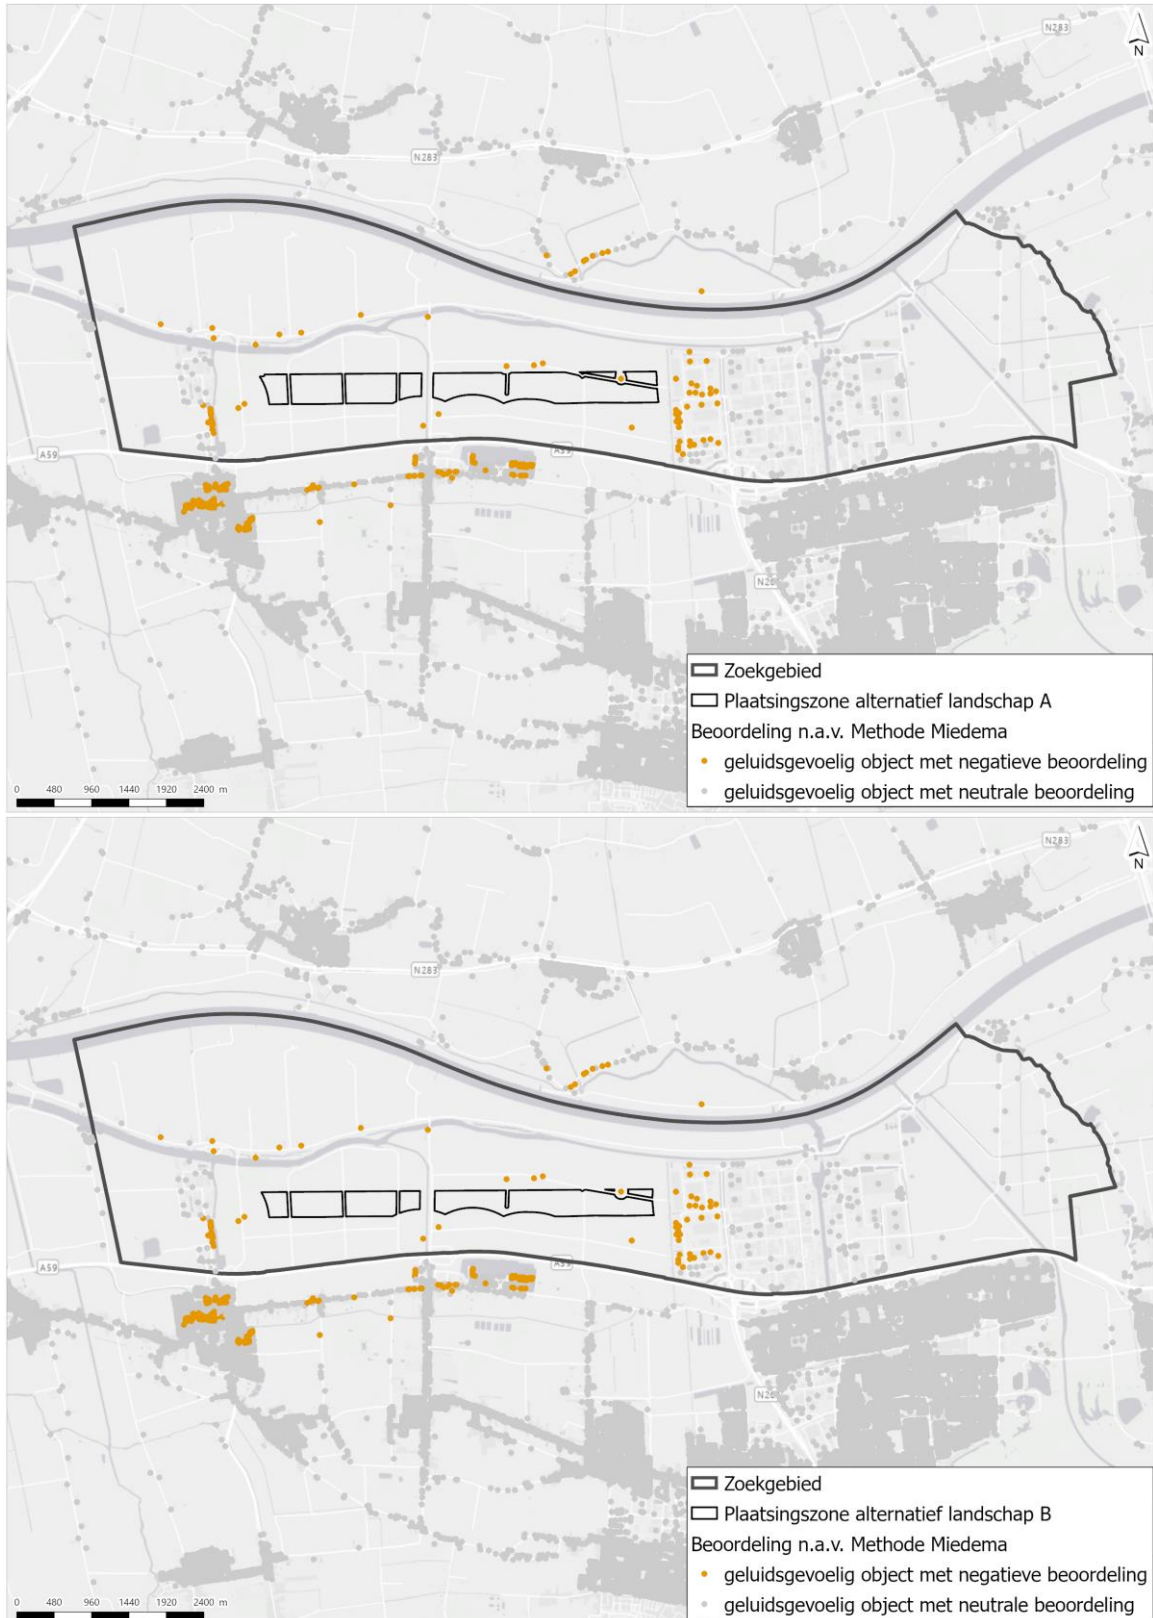 N283
N
N283
A59
A59
Zoekgebied
Plaatsingszone alternatief landschap A
Beoordeling n.a.v. Methode Miedema
geluidsgevoelig object met negatieve beoordeling
geluidsgevoelig object met neutrale beoordeling
0 480 960 1440 1920 2400 m
N283
N
N283
A59
A59
Zoekgebied
Plaatsingszone alternatief landschap B
Beoordeling n.a.v. Methode Miedema
geluidsgevoelig object met negatieve beoordeling
geluidsgevoelig object met neutrale beoordeling
0 480 960 1440 1920 2400 m